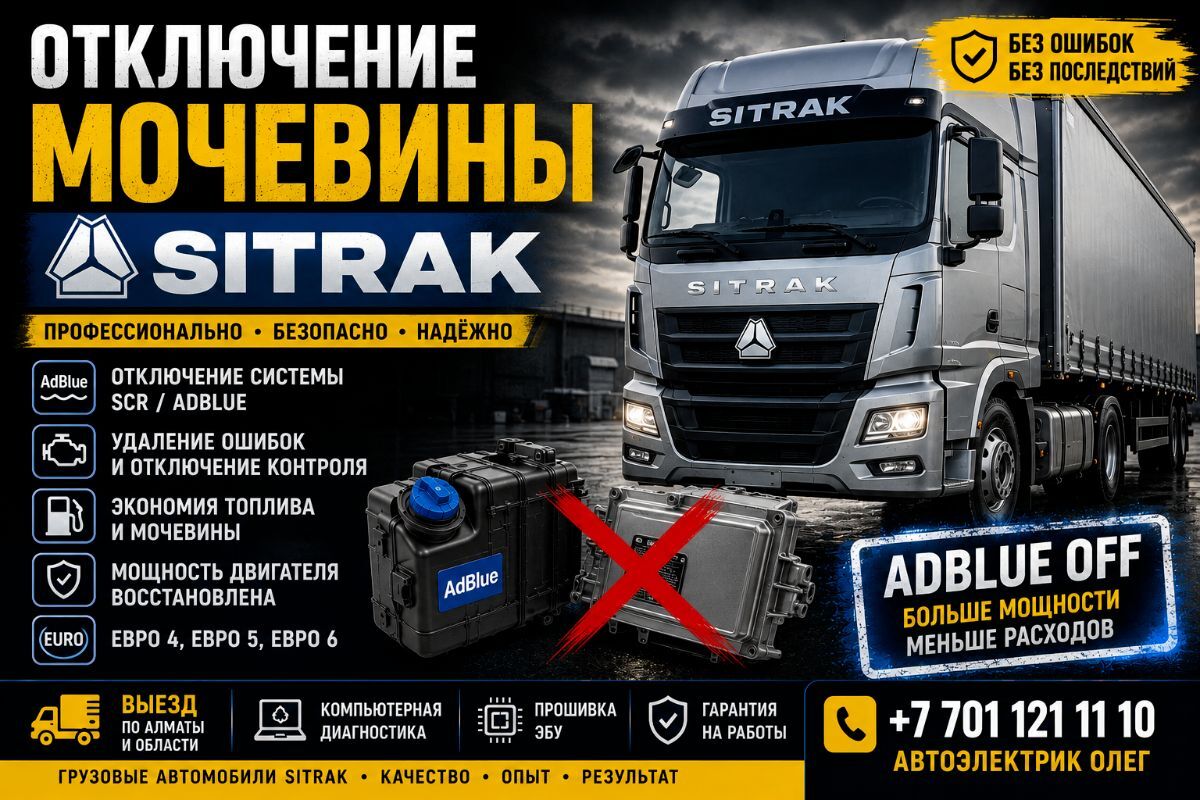 ОТКЛЮЧЕНИЕ
МОЧЕВИНЫ
SITRAK
ПРОФЕССИОНАЛЬНО • БЕЗОПАСНО • НАДЁЖНО
AdBlue
ОТКЛЮЧЕНИЕ СИСТЕМЫ
SCR / ADBLUE
УДАЛЕНИЕ ОШИБОК
И ОТКЛЮЧЕНИЕ КОНТРОЛЯ
ЭКОНОМИЯ ТОПЛИВА
И МОЧЕВИНЫ
МОЩНОСТЬ ДВИГАТЕЛЯ
ВОССТАНОВЛЕНА
EURO
ЕВРО 4, ЕВРО 5, ЕВРО 6
БЕЗ ОШИБОК
БЕЗ ПОСЛЕДСТВИЙ
SITRAK
SITRAK
AdBlue
ADBLUE OFF
БОЛЬШЕ МОЩНОСТИ
МЕНЬШЕ РАСХОДОВ
ВЫЕЗД
ПО АЛМАТЫ
И ОБЛАСТИ
КОМПЬЮТЕРНАЯ
ДИАГНОСТИКА
ПРОШИВКА
ЭБУ
ГАРАНТИЯ
НА РАБОТЫ
+7 701 121 11 10
АВТОЭЛЕКТРИК ОЛЕГ
ГРУЗОВЫЕ АВТОМОБИЛИ SITRAK • КАЧЕСТВО • ОПЫТ • РЕЗУЛЬТАТ